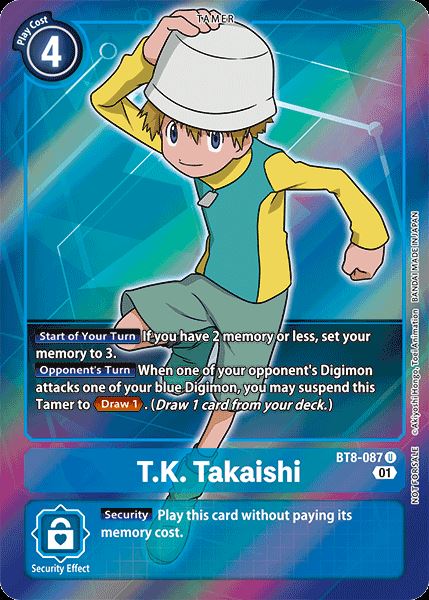 TAMER
Play Cost
4
Start of Your Turn If you have 2 memory or less, set your
memory to 3.
Opponent's Turn When one of your opponent's Digimon
attacks one of your blue Digimon, you may suspend this
Tamer to Draw 1. (Draw 1 card from your deck.)
BT8-087 U
T.K. Takaishi
01
Security Play this card without paying its
memory cost.
Security Effect
NOT FOR SALE ©Akiyoshi Hongo, Toei Animation BANDAI MADE IN JAPAN